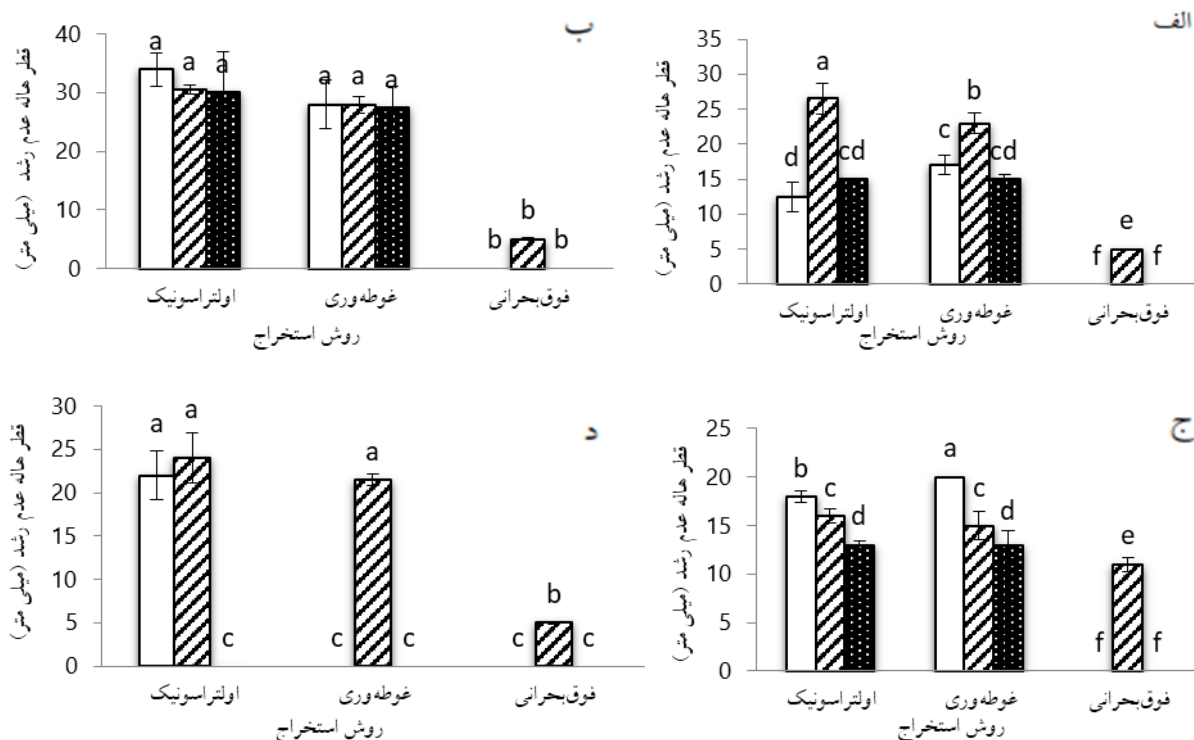 الف
قطر هاله عدم رشد (میلی متر)
35
30
25
20
15
10
5
0
d a cd
c b cd
f e f
اولتراسونیک غوطه‌وری فوق‌بحرانی
روش استخراج
ب
قطر هاله عدم رشد (میلی متر)
40
30
20
10
0
a a a
a a a
b b b
اولتراسونیک غوطه‌وری فوق‌بحرانی
روش استخراج
ج
قطر هاله عدم رشد (میلی متر)
25
20
15
10
5
0
b c d
a c d
f e f
اولتراسونیک غوطه‌وری فوق‌بحرانی
روش استخراج
د
قطر هاله عدم رشد (میلی متر)
30
25
20
15
10
5
0
a a c
c a c
c b c
اولتراسونیک غوطه‌وری فوق‌بحرانی
روش استخراج